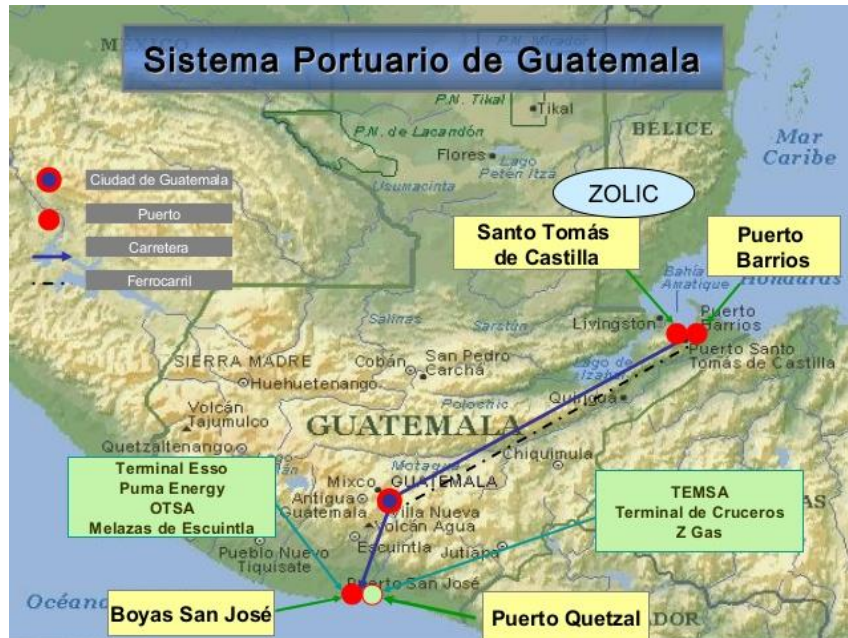 Sistema Portuario de Guatemala
MÉXICO
P.N. Mirador
P.N. Tikal
Tikal
P.N. de Lacandón
BELICE
Mar
Caribe
Flores
Lago
Petén Itzá
Usumacinta
Ciudad de Guatemala
Puerto
Carretera
Ferrocarril
ZOLIC
Santo Tomás
de Castilla
Puerto
Barrios
Bahía
Amatique
Honduras
Livingston
Puerto
Barrios
Puerto Santo
Tomás de Castilla
Salinas
Sarstún
SIERRA MADRE
Huehuetenango
Cobán
San Pedro
Carchá
Lago de
Izabal
Quiriguá
Polochic
Volcán
Tajumulco
GUATEMALA
Quetzaltenango
Chiquimula
Motagua
Mixco
GUATEMALA
Antigua
Guatemala
Villa Nueva
Volcán Agua
Escuintla
Jutiapa
Pueblo Nuevo
Tiquisate
Puerto San José
Terminal Esso
Puma Energy
OTSA
Melazas de Escuintla
TEMSA
Terminal de Cruceros
Z Gas
Boyas San José
Puerto Quetzal